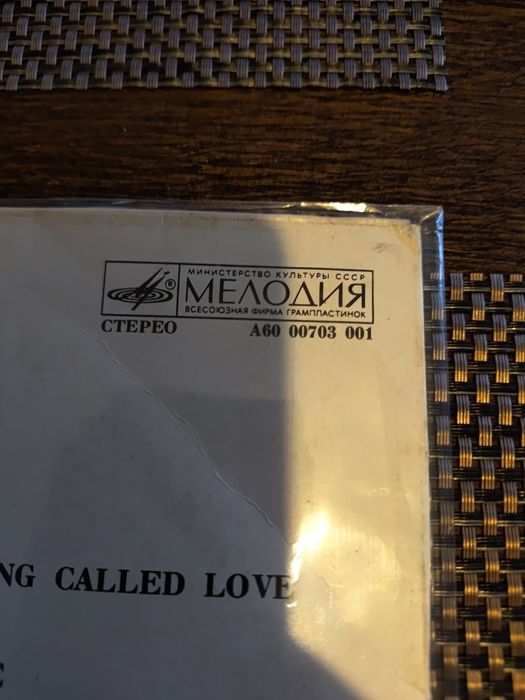 МИНИСТЕРСТВО КУЛЬТУРЫ СССР
®
МЕЛОДИЯ
ВСЕСОЮЗНАЯ ФИРМА ГРАМПЛАСТИНОК
СТЕРЕО А60 00703 001
NG CALLED LOVE
E